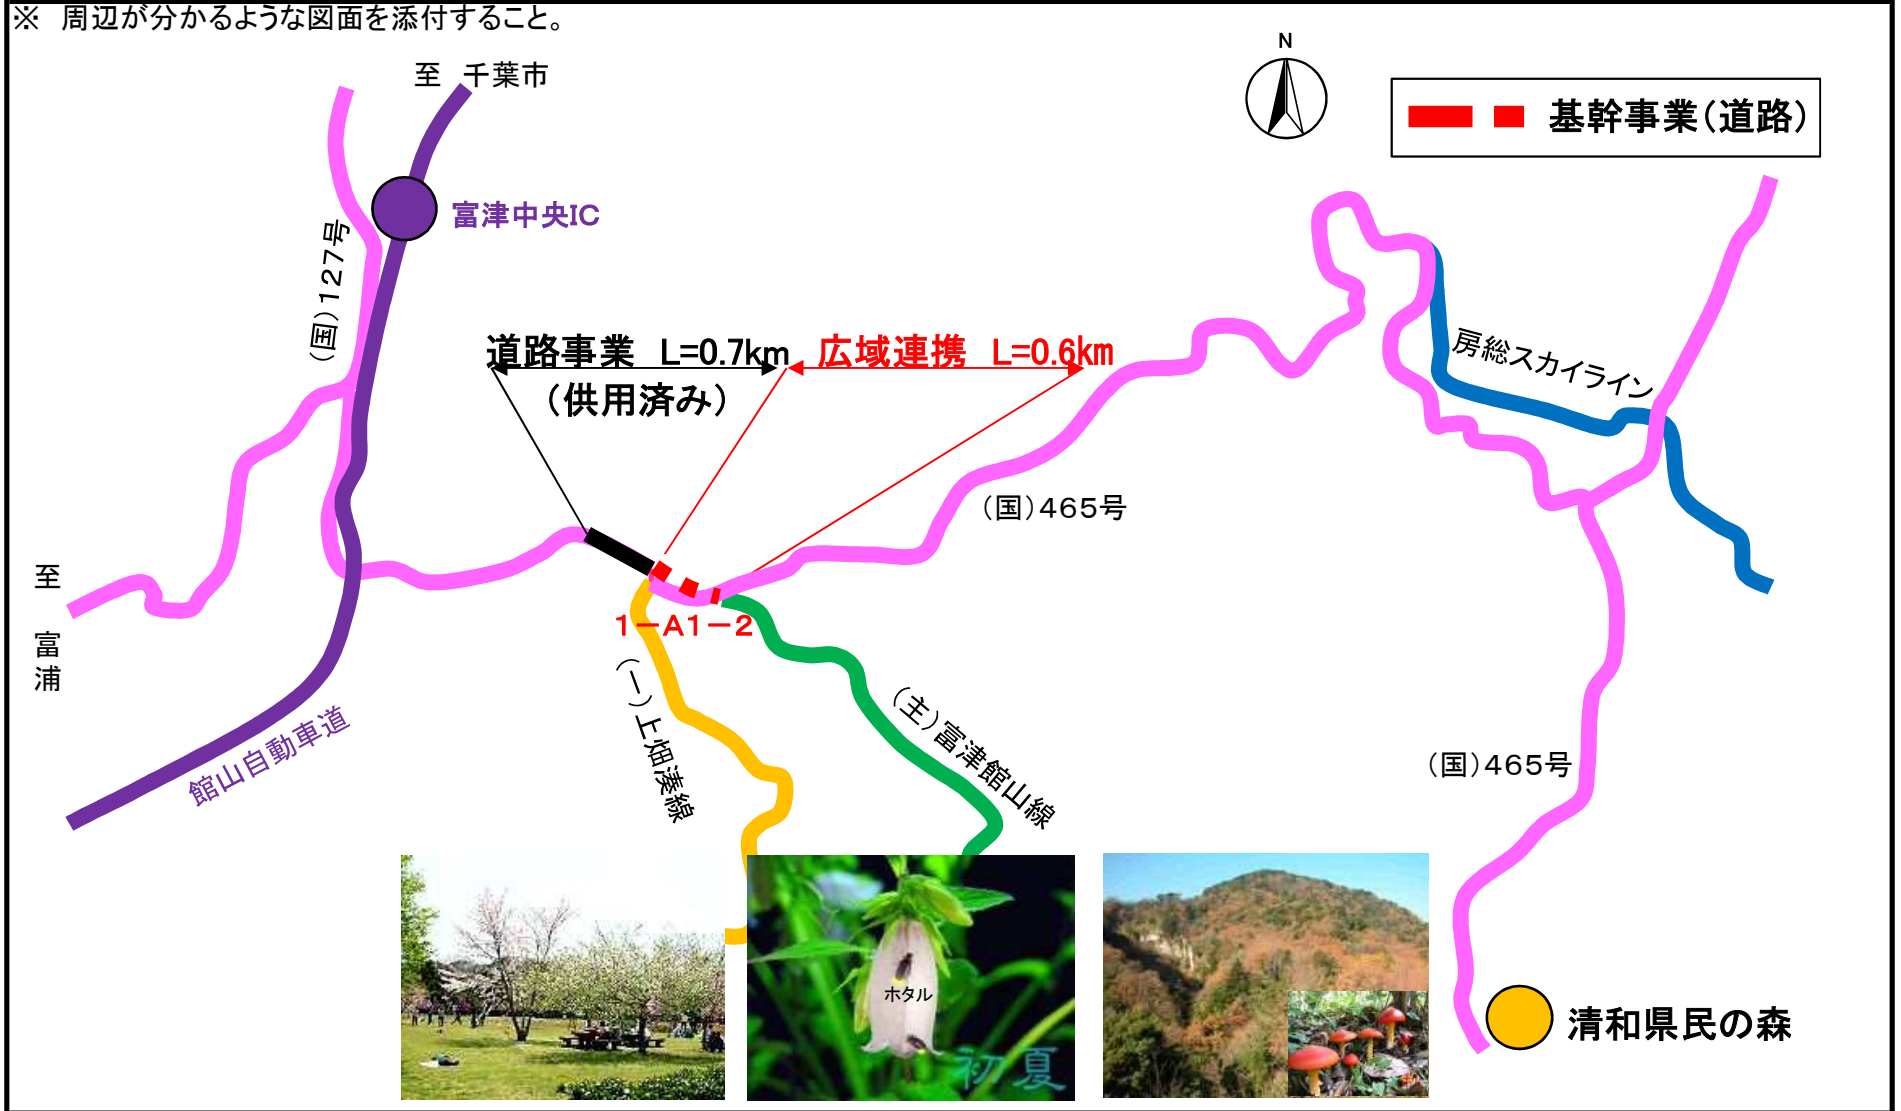 ※ 周辺が分かるような図面を添付すること。
至 千葉市
N
基幹事業（道路）
富津中央IC
（国）127号
道路事業 L=0.7km
（供用済み）
広域連携 L=0.6km
房総スカイライン
（国）465号
至 富浦
1－A1－2
（一）上畑湊線
（主）富津館山線
館山自動車道
（国）465号
ホタル
初夏
清和県民の森